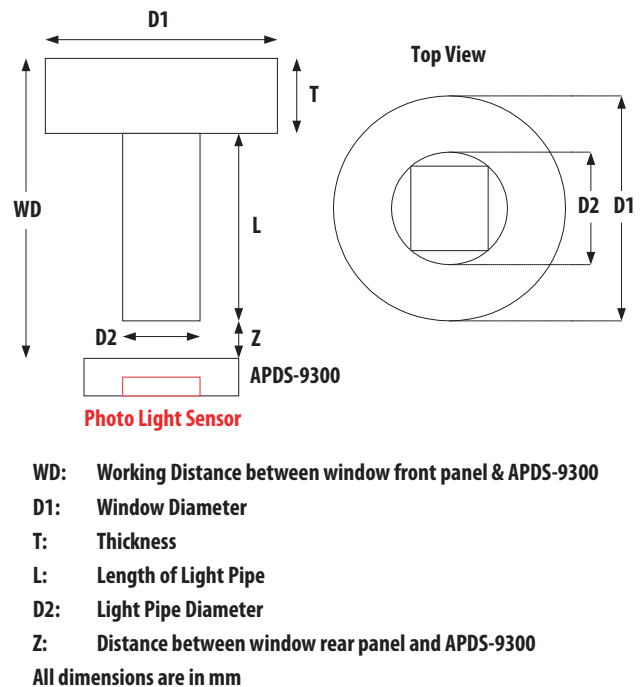 D1
Top View
T
WD
L
D2 D1
D2
Z
APDS-9300
Photo Light Sensor
WD: Working Distance between window front panel & APDS-9300
D1: Window Diameter
T: Thickness
L: Length of Light Pipe
D2: Light Pipe Diameter
Z: Distance between window rear panel and APDS-9300
All dimensions are in mm